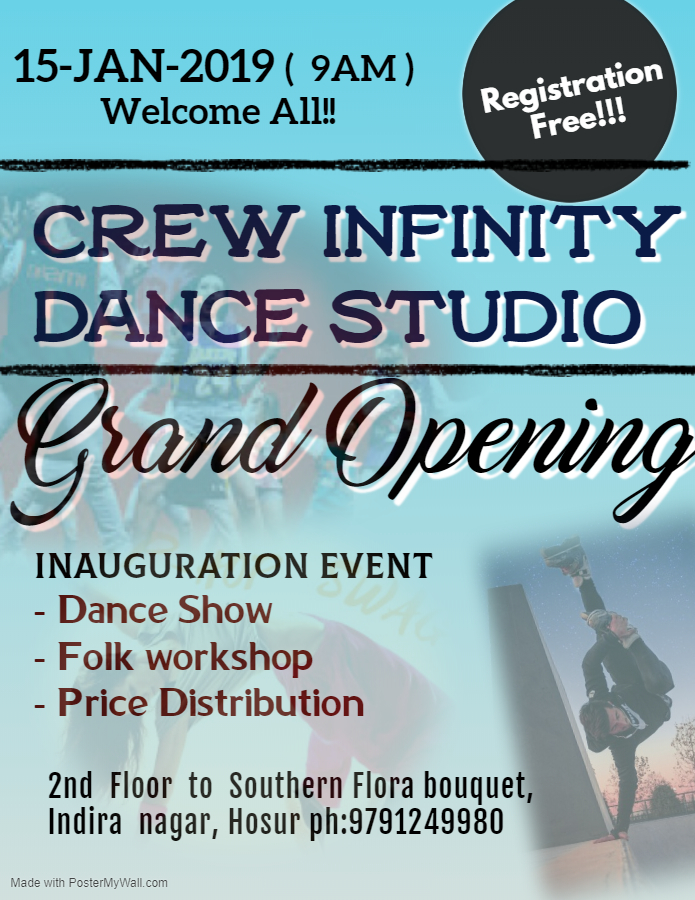 15-JAN-2019 ( 9AM )
Welcome All!!
Registration
Free!!!
CREW INFINITY
DANCE STUDIO
Grand Opening
INAUGURATION EVENT
- Dance Show
- Folk workshop
- Price Distribution
SWAG
2nd Floor to Southern Flora bouquet,
Indira nagar, Hosur ph:9791249980
Made with PosterMyWall.com